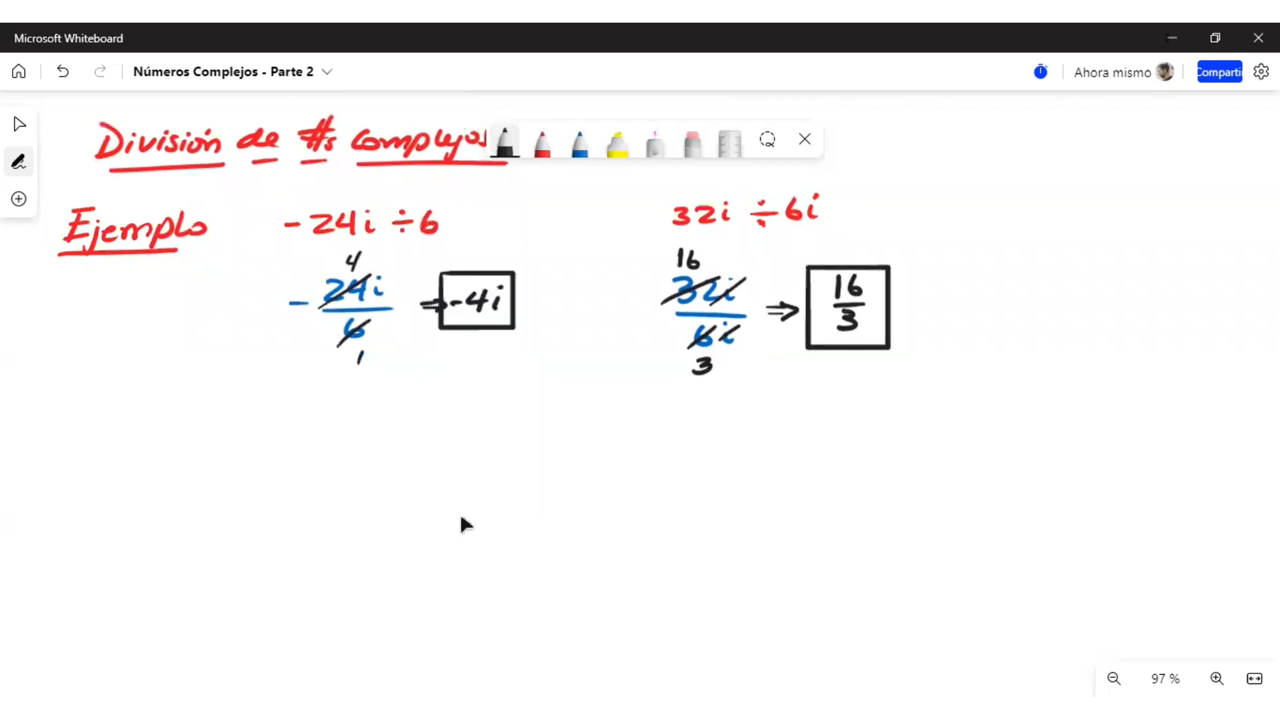 Microsoft Whiteboard
Números Complejos - Parte 2
Ahora mismo
Comparti
División de #s complejos
Ejemplo
-24i ÷ 6
32i ÷ 6i
4
- 24i
6
1
⇒ -4i
16
32i
6i
3
⇒ 16
3
97 %